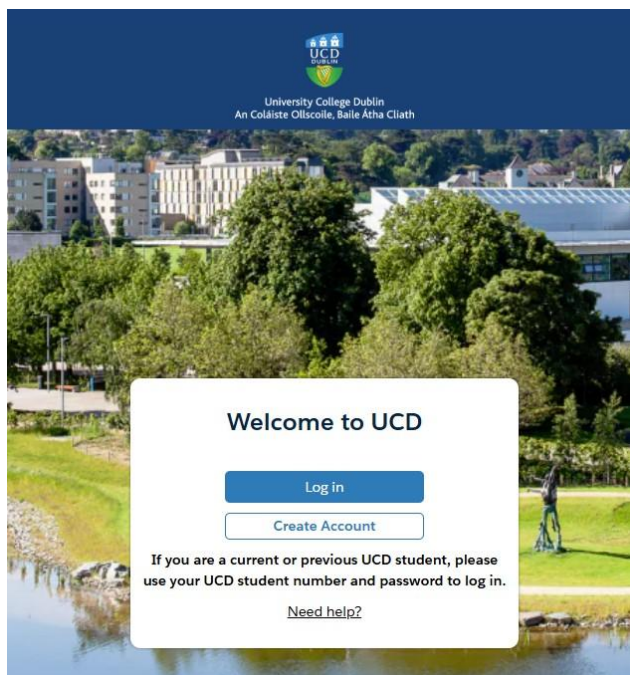 UCD
DUBLIN
University College Dublin
An Coláiste Ollscoile, Baile Átha Cliath
Welcome to UCD
Log in
Create Account
If you are a current or previous UCD student, please
use your UCD student number and password to log in.
Need help?